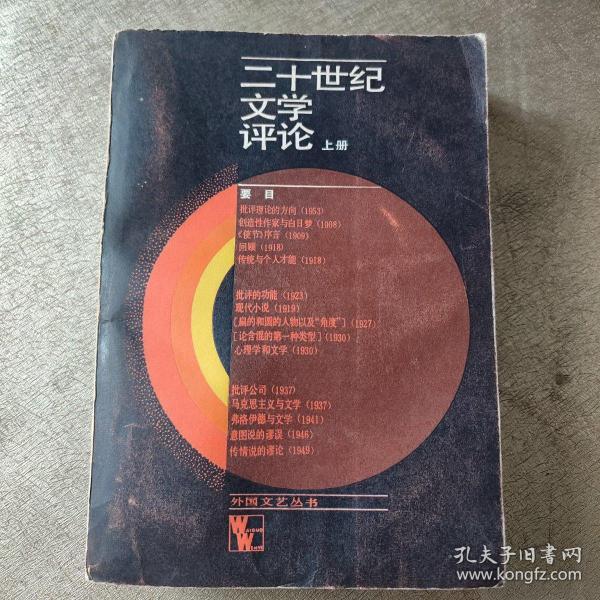 二十世纪
文学
评论 上册
要目
批评理论的方向(1953)
创造性作家与白日梦(1908)
《使节》序言(1909)
回顾(1918)
传统与个人才能(1918)
批评的功能(1923)
现代小说(1919)
[扁的和圆的人物以及“角度”](1927)
[论含混的第一种类型](1930)
心理学和文学(1930)
批评公司(1937)
马克思主义与文学(1937)
弗洛伊德与文学(1941)
意图说的谬误(1946)
传情说的谬论(1949)
外国文艺丛书
WAIGUO
WENYI
孔夫子旧书网
www.kongfz.com